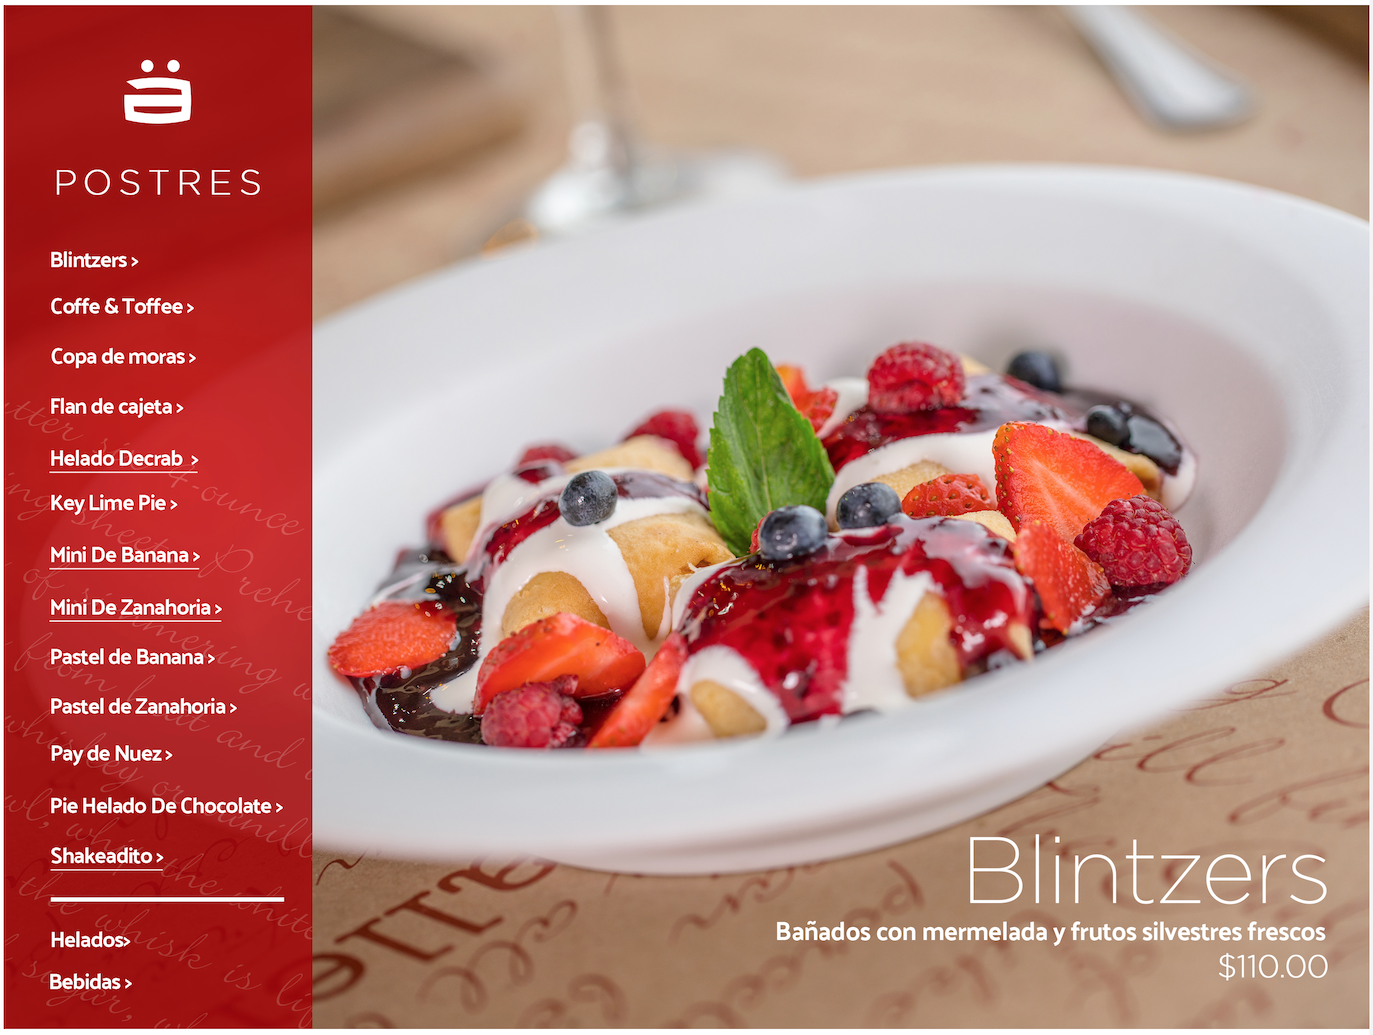 POSTRES
Blintzers >
Coffe & Toffee >
Copa de moras >
Flan de cajeta >
Helado Decrab >
Key Lime Pie >
Mini De Banana >
Mini De Zanahoria >
Pastel de Banana >
Pastel de Zanahoria >
Pay de Nuez >
Pie Helado De Chocolate >
Shakeadito >
Helados>
Bebidas >
Blintzers
Bañados con mermelada y frutos silvestres frescos
$110.00